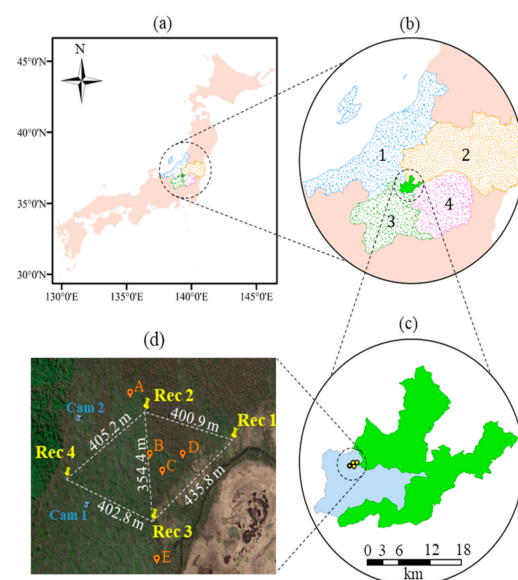 (a)
N
45°0'N
40°0'N
35°0'N
30°0'N
130°0'E 135°0'E 140°0'E 145°0'E
(b)
1
2
3
4
(c)
0 3 6 12 18
km
(d)
A
Rec 2
Cam 2
400.9 m
Rec 1
405.2 m
354.4 m
B
D
C
Rec 4
435.8 m
Cam 1
402.8 m
Rec 3
E